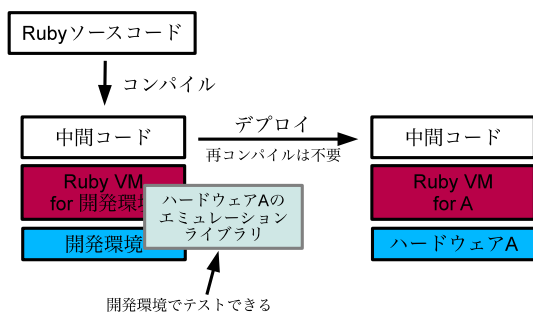 Rubyソースコード
コンパイル
中間コード
デプロイ
再コンパイルは不要
中間コード
Ruby VM
for 開発環境
Ruby VM
for A
ハードウェアAの
エミュレーション
ライブラリ
開発環境
ハードウェアA
開発環境でテストできる